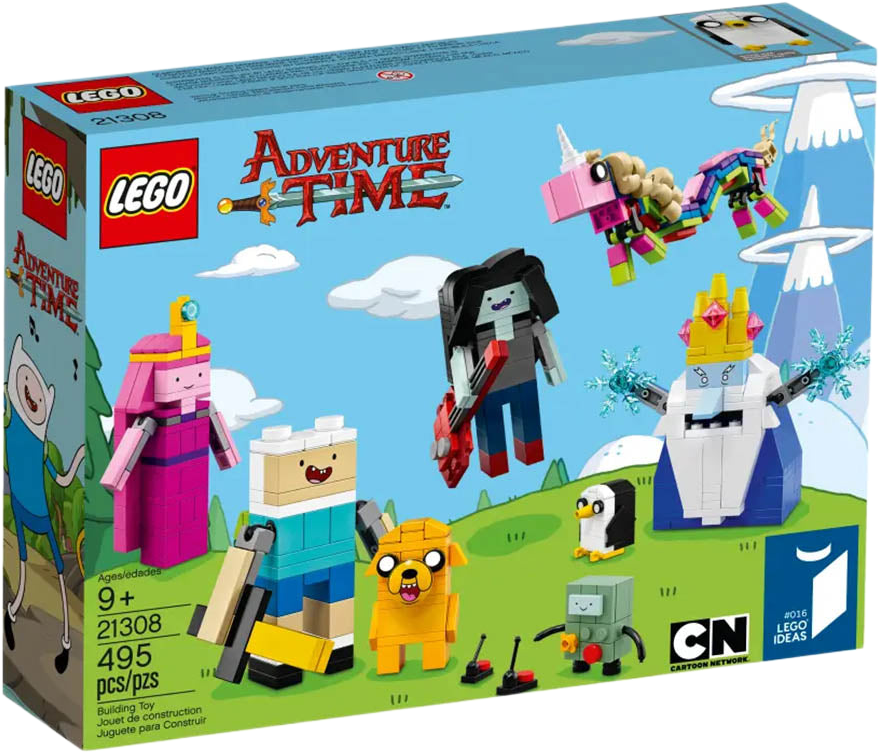 LEGO
21308
LEGO
ADVENTURE
TIME
LEGO
ADVENTURE
TIME
Ages/edades
9+
21308
495
pcs/pzs
Building Toy
Jouet de construction
Juguete para Construir
CN
CARTOON NETWORK
#016
LEGO
IDEAS